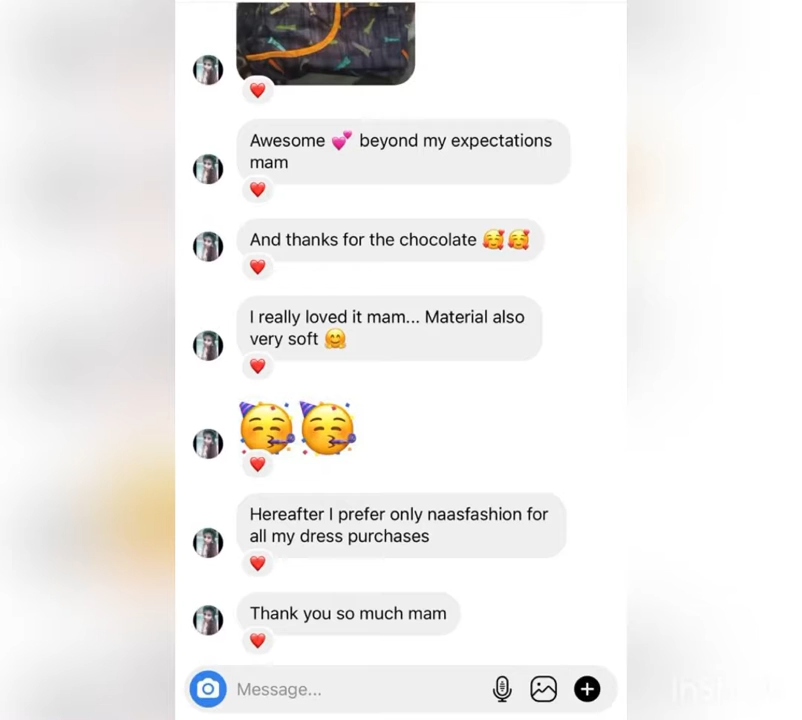 Awesome 💕 beyond my expectations
mam
And thanks for the chocolate 🥰🥰
I really loved it mam... Material also
very soft 🤗
🥳🥳
Hereafter I prefer only naasfashion for
all my dress purchases
Thank you so much mam
Message...